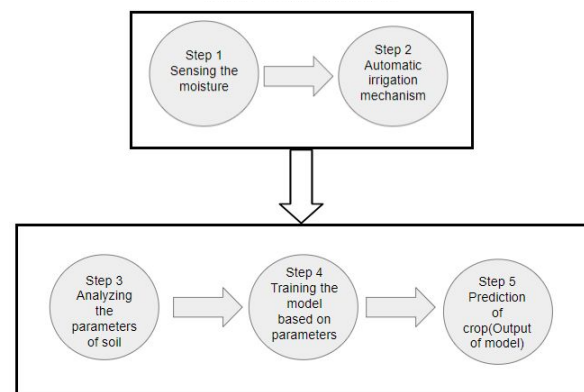 Step 1
Sensing the
moisture
Step 2
Automatic
irrigation
mechanism
Step 3
Analyzing
the
parameters
of soil
Step 4
Training the
model
based on
parameters
Step 5
Prediction
of
crop(Output
of model)